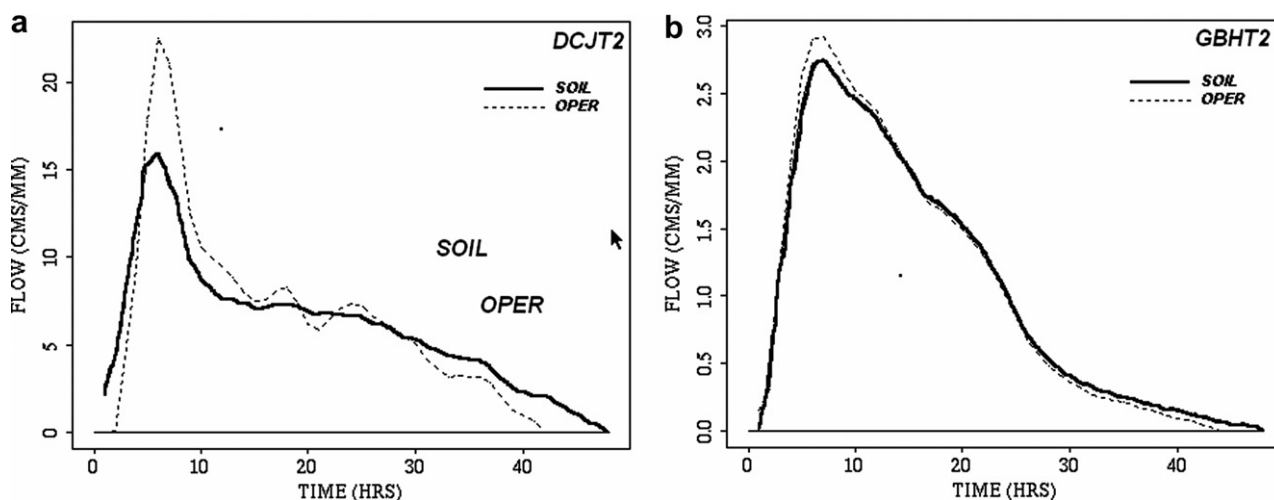 a
DCJT2
SOIL
OPER
SOIL
OPER
FLOW (CMS/MM)
20
15
10
5
0
0 10 20 30 40
TIME (HRS)
b
GBHT2
SOIL
OPER
FLOW (CMS/MM)
3.0
2.5
2.0
1.5
1.0
0.5
0.0
0 10 20 30 40
TIME (HRS)